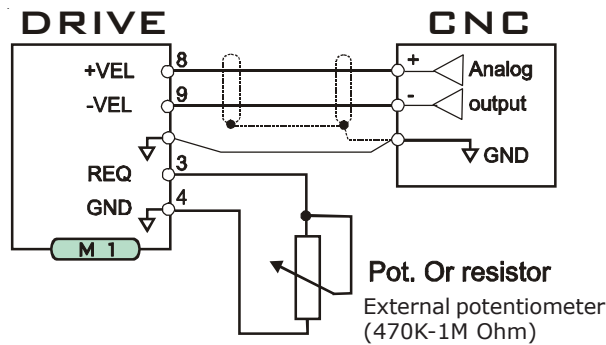 DRIVE
CNC
+VEL
8
+
Analog
-VEL
9
-
output
GND
REQ
3
GND
4
M 1
Pot. Or resistor
External potentiometer
(470K-1M Ohm)